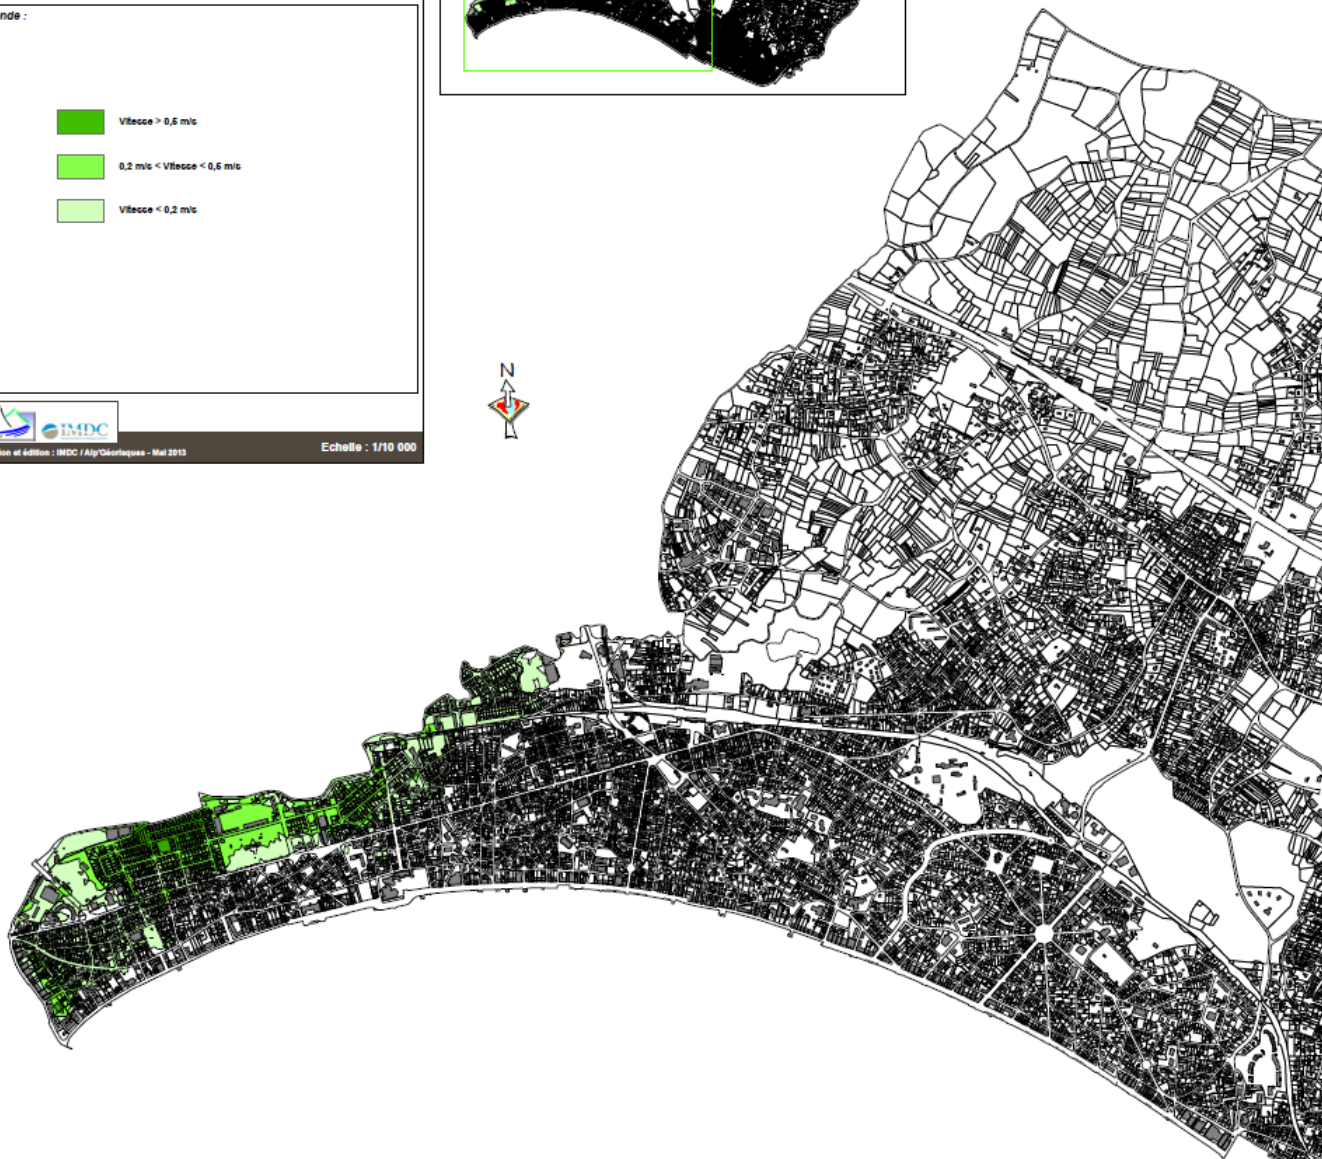 nde :
Vitesse > 0,5 m/s
0,2 m/s < Vitesse < 0,5 m/s
Vitesse < 0,2 m/s
N
IMDC
on et édition : IMDC / Alp'Géorisques - Mai 2013
Echelle : 1/10 000